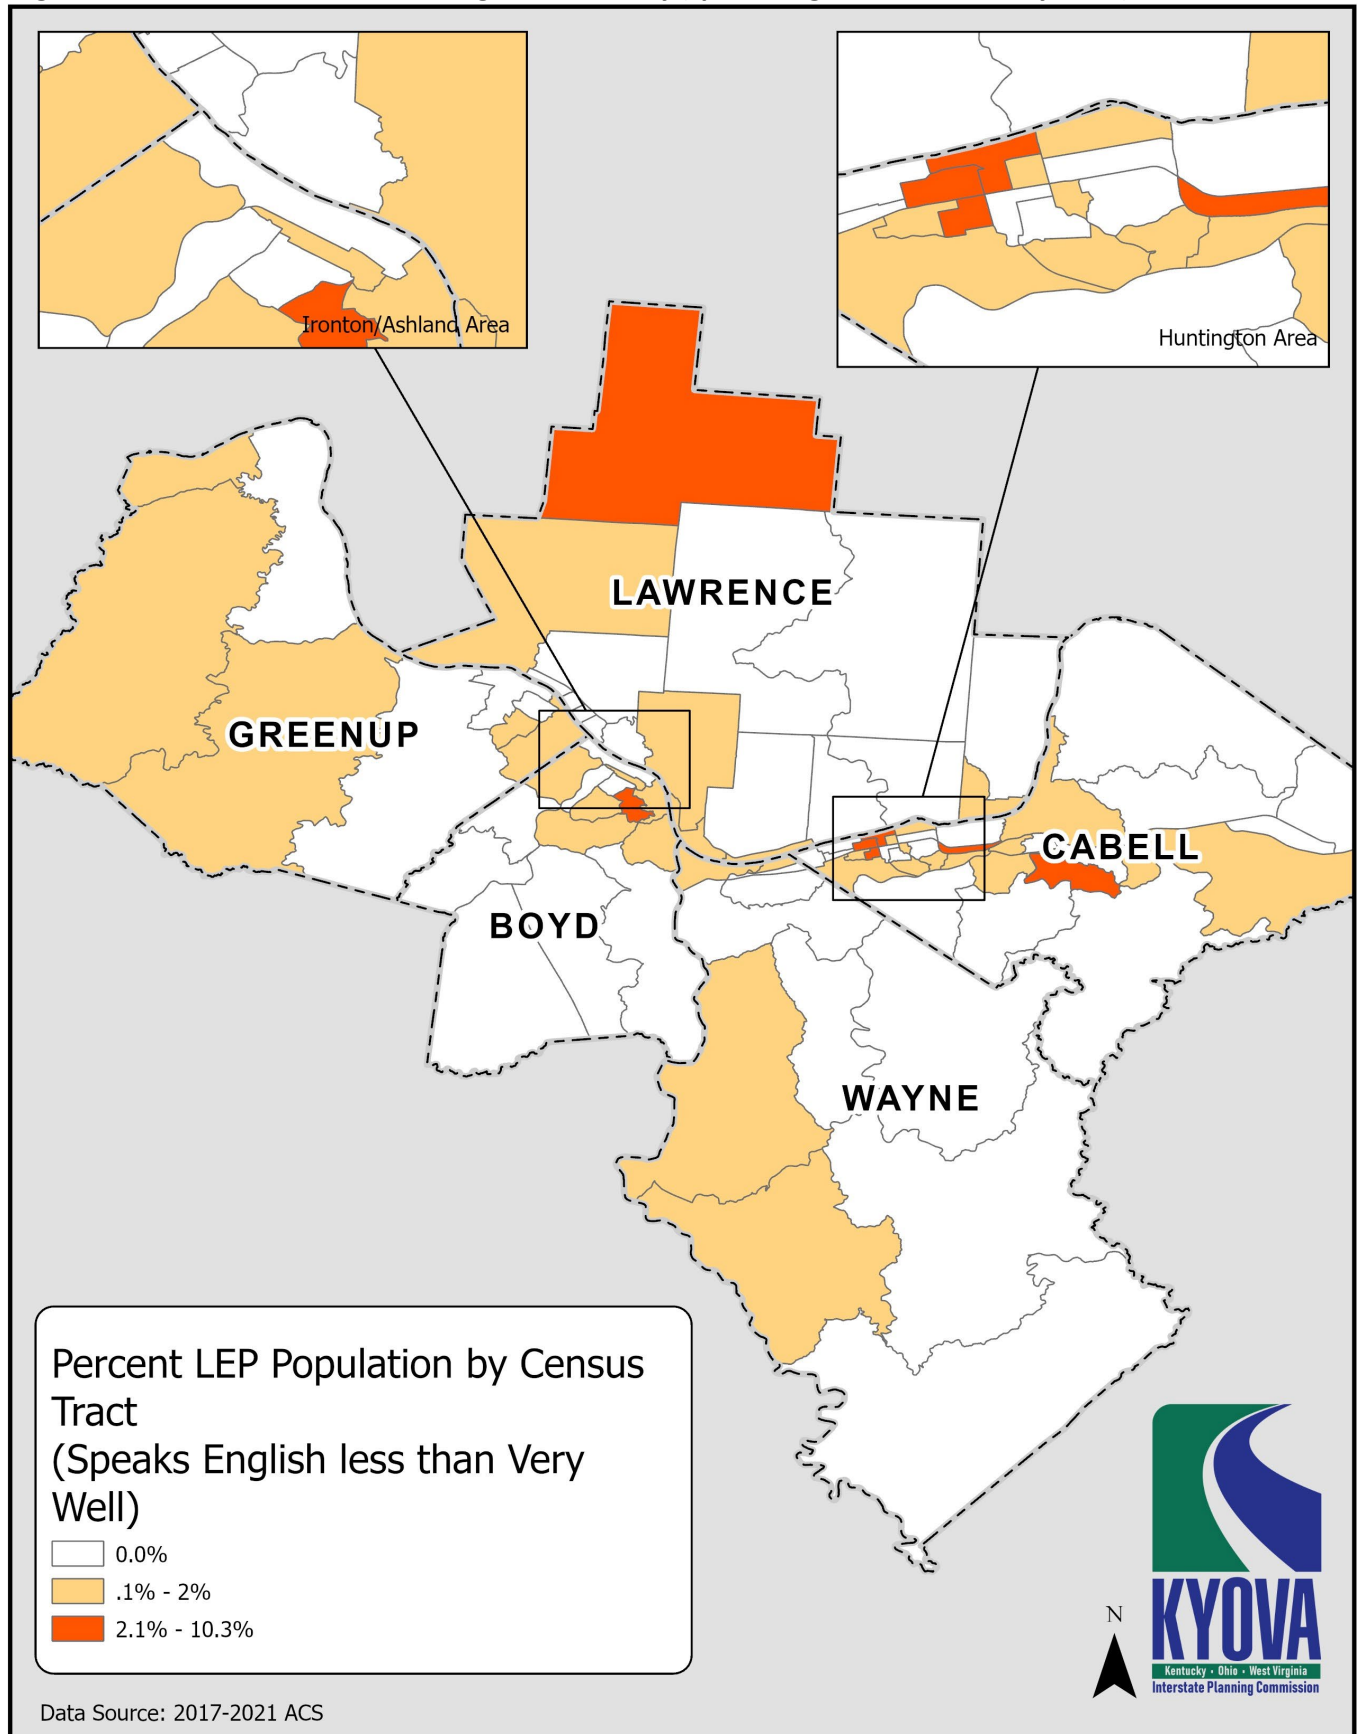 Ironton/Ashland Area
Huntington Area
LAWRENCE
GREENUP
CABELL
BOYD
WAYNE
Percent LEP Population by Census
Tract
(Speaks English less than Very
Well)
0.0%
.1% - 2%
2.1% - 10.3%
N
KYOVA
Kentucky • Ohio • West Virginia
Interstate Planning Commission
Data Source: 2017-2021 ACS